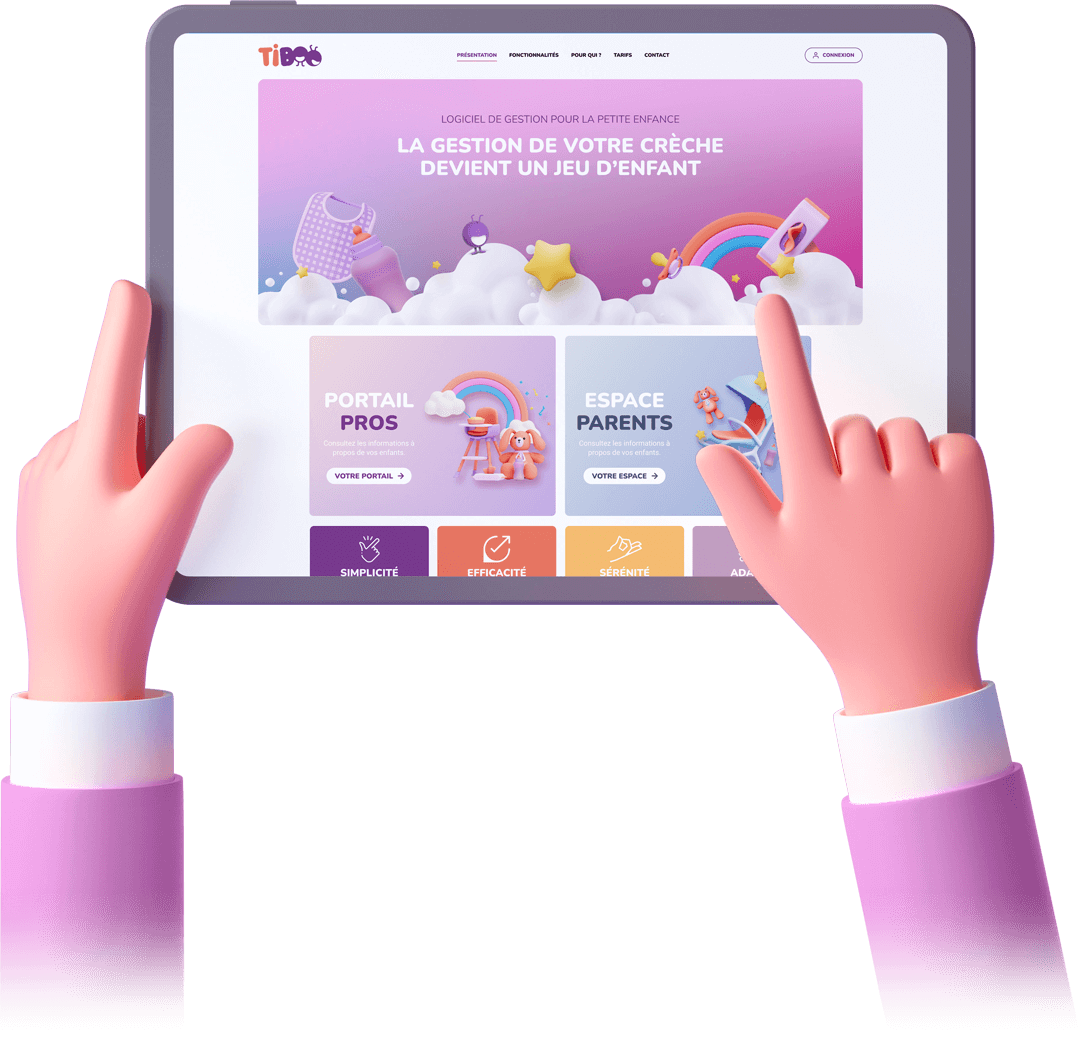 TiBOO
PRÉSENTATION FONCTIONNALITÉS POUR QUI ? TARIFS CONTACT
CONNEXION
LOGICIEL DE GESTION POUR LA PETITE ENFANCE
LA GESTION DE VOTRE CRÈCHE
DEVIENT UN JEU D’ENFANT
PORTAIL
PROS
Consultez les informations à
propos de vos enfants.
VOTRE PORTAIL
ESPACE
PARENTS
Consultez les informations à
propos de vos enfants.
VOTRE ESPACE
SIMPLICITÉ
EFFICACITÉ
SÉRÉNITÉ